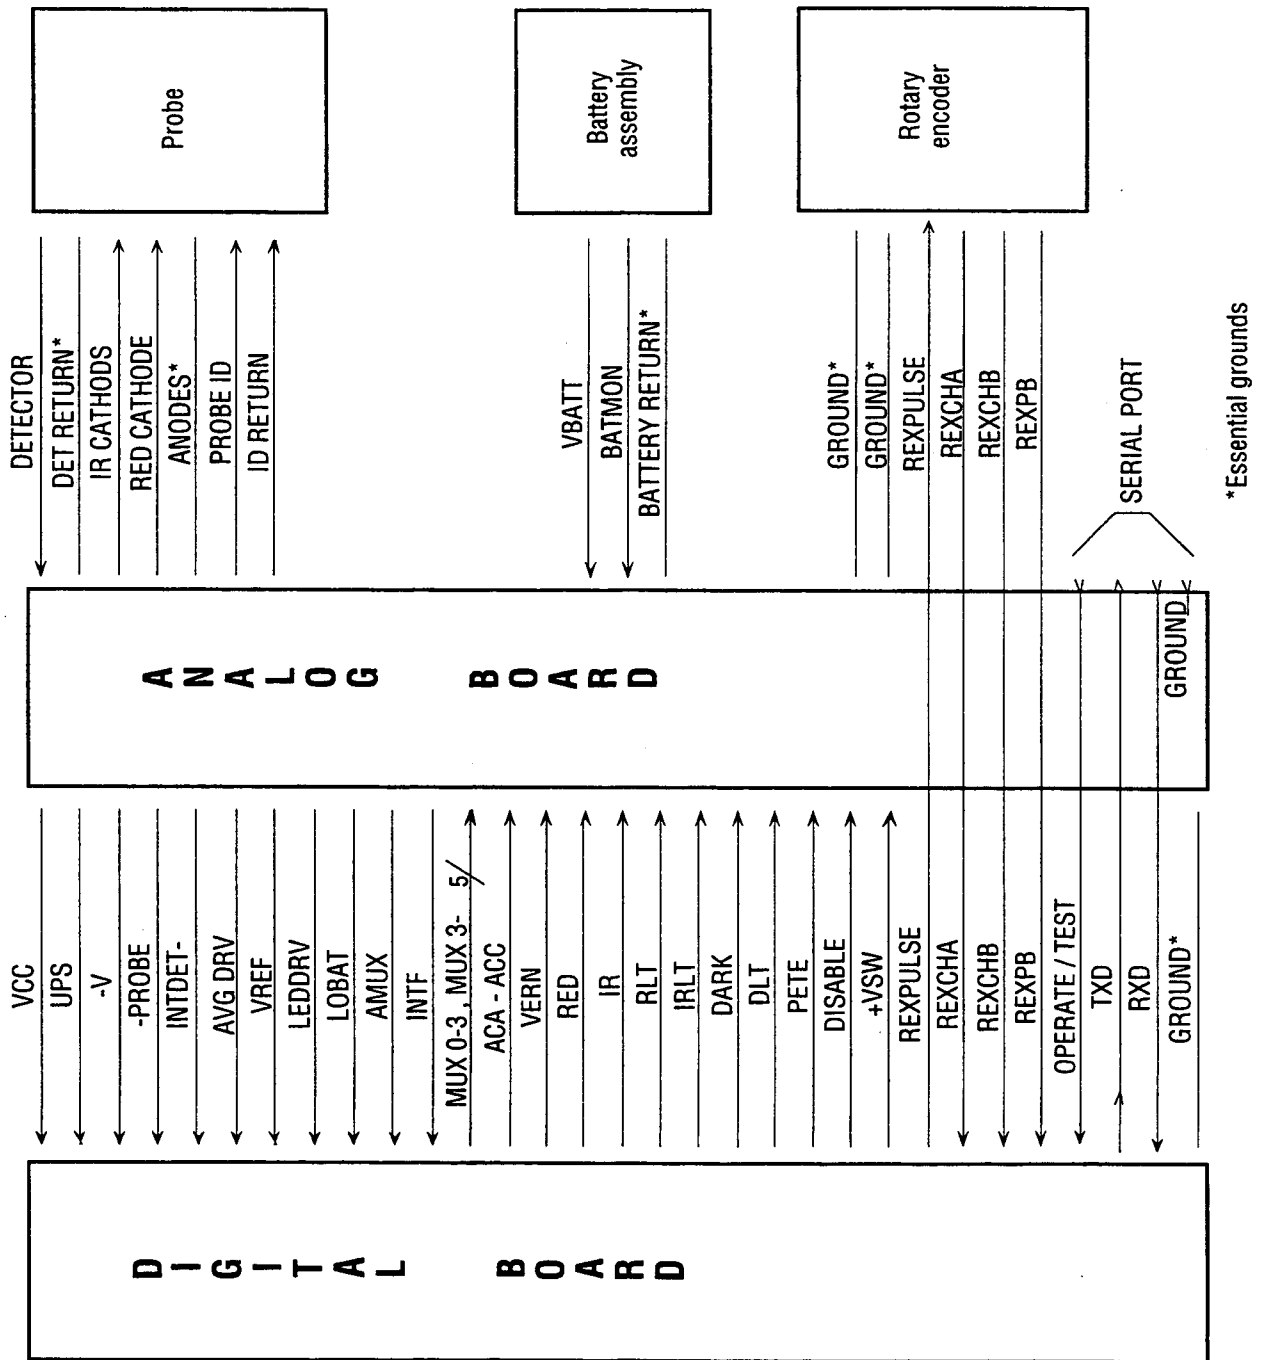 DIGITAL BOARD
VCC
UPS
-V
-PROBE
INTDET-
AVG DRV
VREF
LEDDRV
LOBAT
AMUX
INTF
MUX 0-3 , MUX 3- 5/
ACA - ACC
VERN
RED
IR
RLT
IRLT
DARK
DLT
PETE
DISABLE
+VSW
REXPULSE
REXCHA
REXCHB
REXPB
OPERATE / TEST
TXD
RXD
GROUND*
ANALOG BOARD
GROUND
DETECTOR
DET RETURN*
IR CATHODS
RED CATHODE
ANODES*
PROBE ID
ID RETURN
VBATT
BATMON
BATTERY RETURN*
GROUND*
GROUND*
REXPULSE
REXCHA
REXCHB
REXPB
SERIAL PORT
Probe
Battery
assembly
Rotary
encoder
*Essential grounds